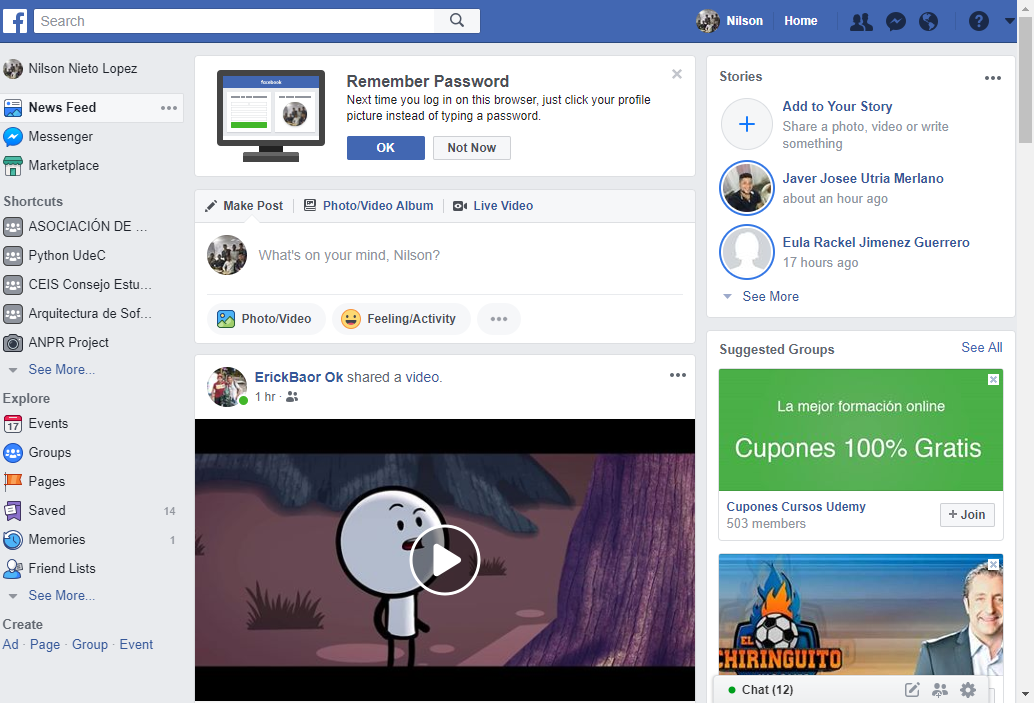 Search
Nilson
Home
Nilson Nieto Lopez
News Feed
Messenger
Marketplace
Shortcuts
ASOCIACIÓN DE ...
Python UdeC
CEIS Consejo Estu...
Arquitectura de Sof...
ANPR Project
See More...
Explore
17
Events
Groups
Pages
Saved 14
Memories 1
Friend Lists
See More...
Create
Ad · Page · Group · Event
facebook
Remember Password
Next time you log in on this browser, just click your profile
picture instead of typing a password.
OK
Not Now
Make Post
Photo/Video Album
Live Video
What's on your mind, Nilson?
Photo/Video
Feeling/Activity
ErickBaor Ok shared a video.
1 hr ·
Stories
Add to Your Story
Share a photo, video or write
something
Javer Josee Utria Merlano
about an hour ago
Eula Rackel Jimenez Guerrero
17 hours ago
See More
Suggested Groups
See All
La mejor formación online
Cupones 100% Gratis
Cupones Cursos Udemy
503 members
+ Join
EL
CHIRINGUITO
Chat (12)